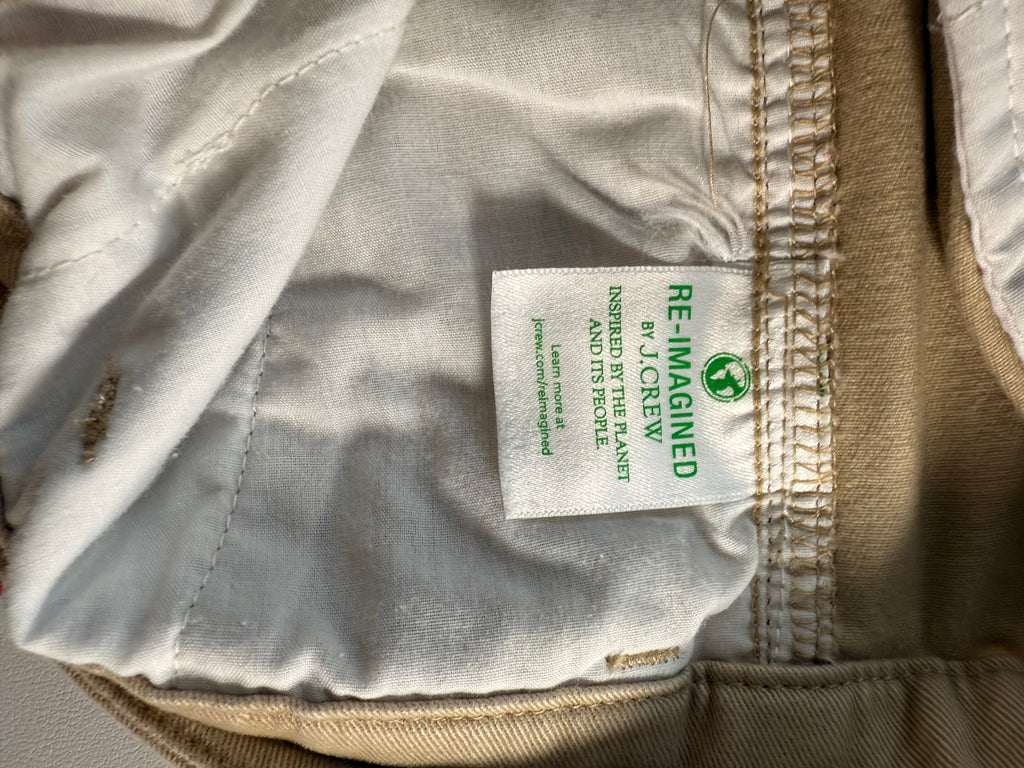 RE-IMAGINED
BY J.CREW
INSPIRED BY THE PLANET
AND ITS PEOPLE.
Learn more at
jcrew.com/reimagined